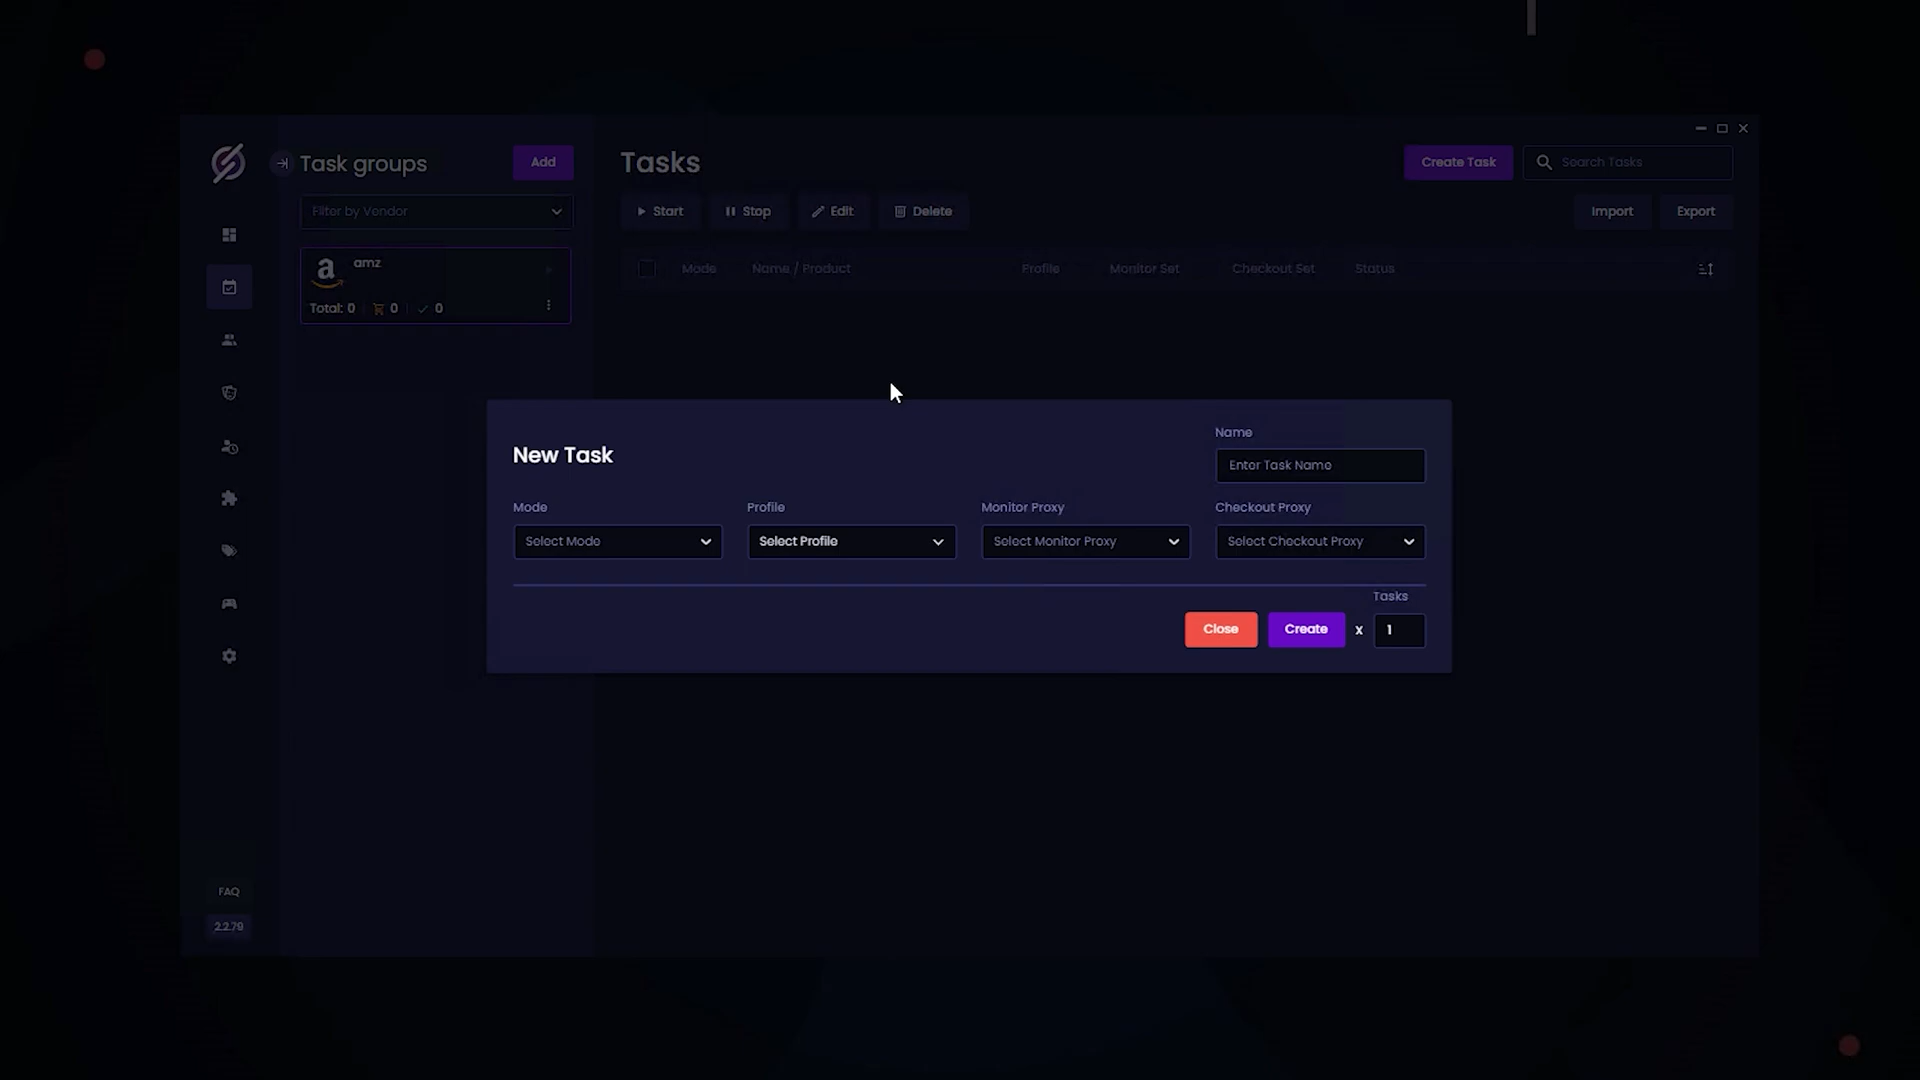 Task groups
Add
Filter by Vendor
amz
Total: 0
0
0
Tasks
Create Task
Search Tasks
Start
Stop
Edit
Delete
Import
Export
Mode
Name / Product
Profile
Monitor Set
Checkout Set
Status
New Task
Name
Enter Task Name
Mode
Profile
Monitor Proxy
Checkout Proxy
Select Mode
Select Profile
Select Monitor Proxy
Select Checkout Proxy
Tasks
Close
Create
x
1
FAQ
2.2.79